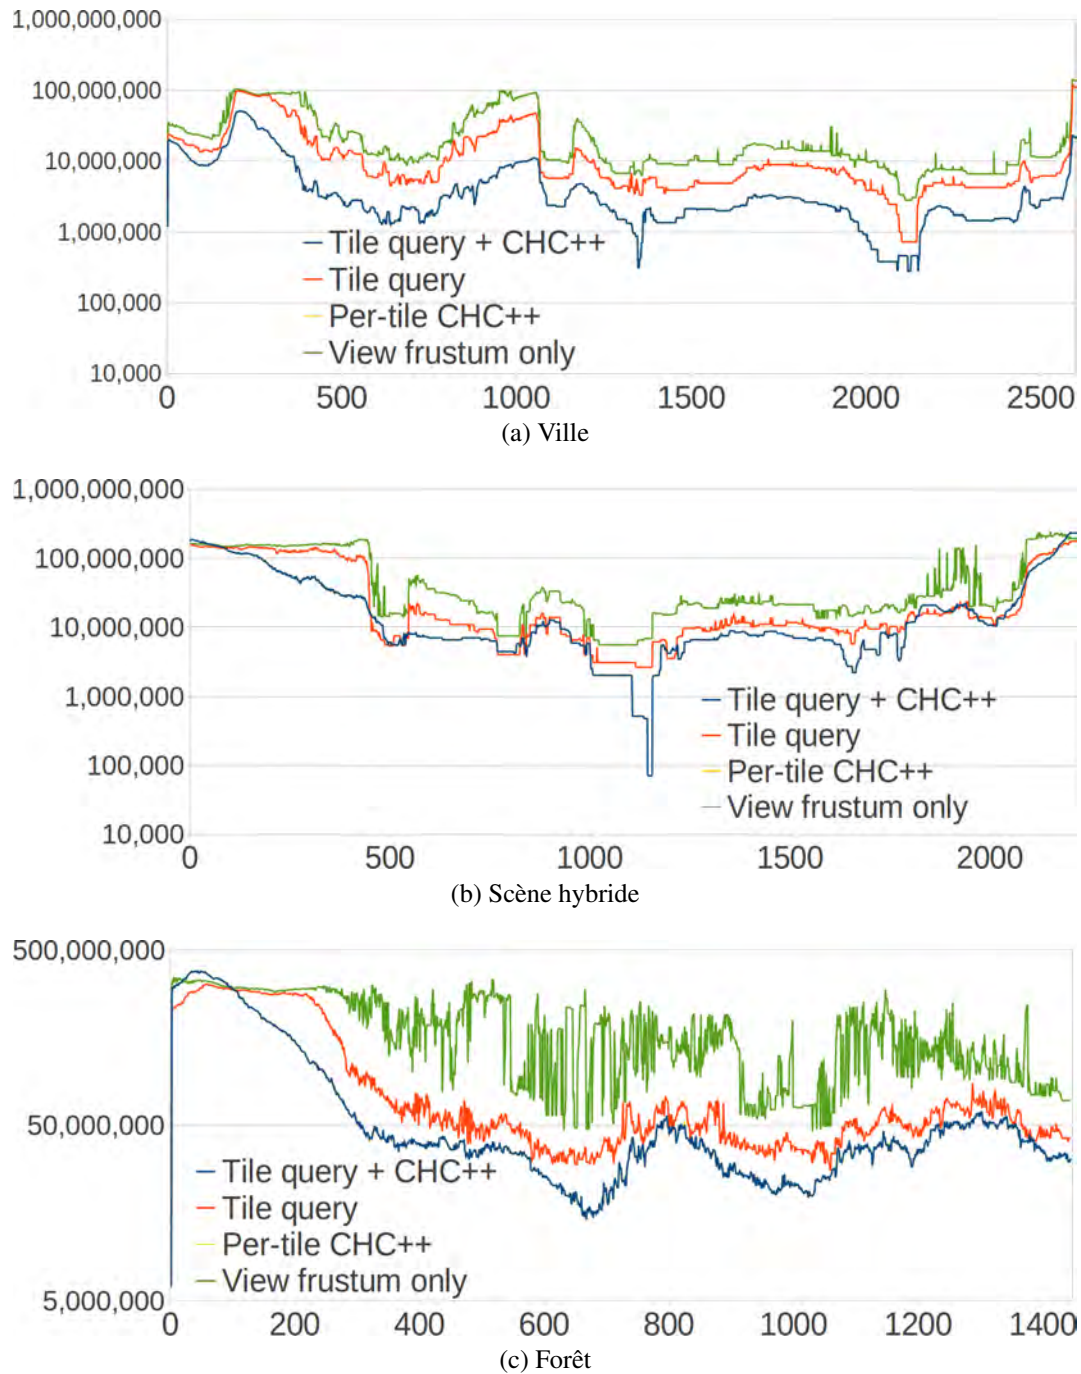 1,000,000,000
100,000,000
10,000,000
1,000,000
100,000
10,000
Tile query + CHC++
Tile query
Per-tile CHC++
View frustum only
0 500 1000 1500 2000 2500
(a) Ville
1,000,000,000
100,000,000
10,000,000
1,000,000
100,000
10,000
Tile query + CHC++
Tile query
Per-tile CHC++
View frustum only
0 500 1000 1500 2000
(b) Scène hybride
500,000,000
50,000,000
5,000,000
Tile query + CHC++
Tile query
Per-tile CHC++
View frustum only
0 200 400 600 800 1000 1200 1400
(c) Forêt